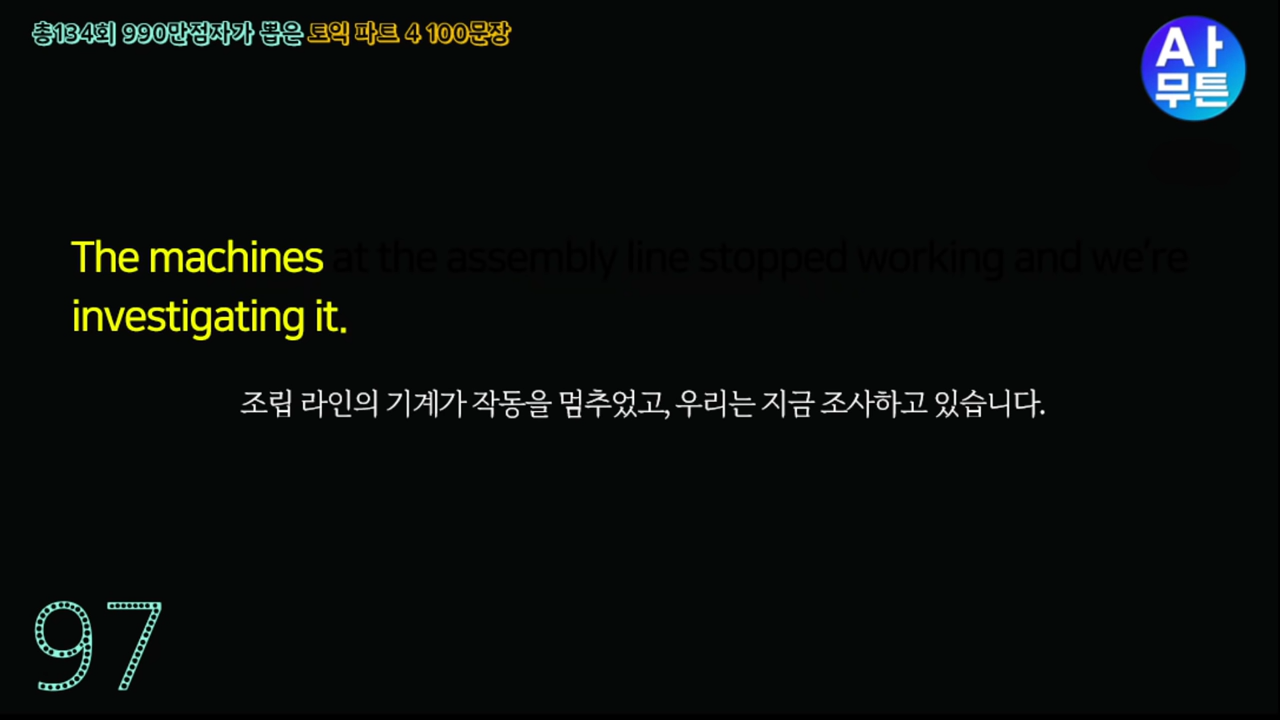 총134회 990만점자가 뽑은 토익 파트 4 100문장
A사
무튼
The machines at the assembly line stopped working and we're
investigating it.
조립 라인의 기계가 작동을 멈추었고, 우리는 지금 조사하고 있습니다.
97